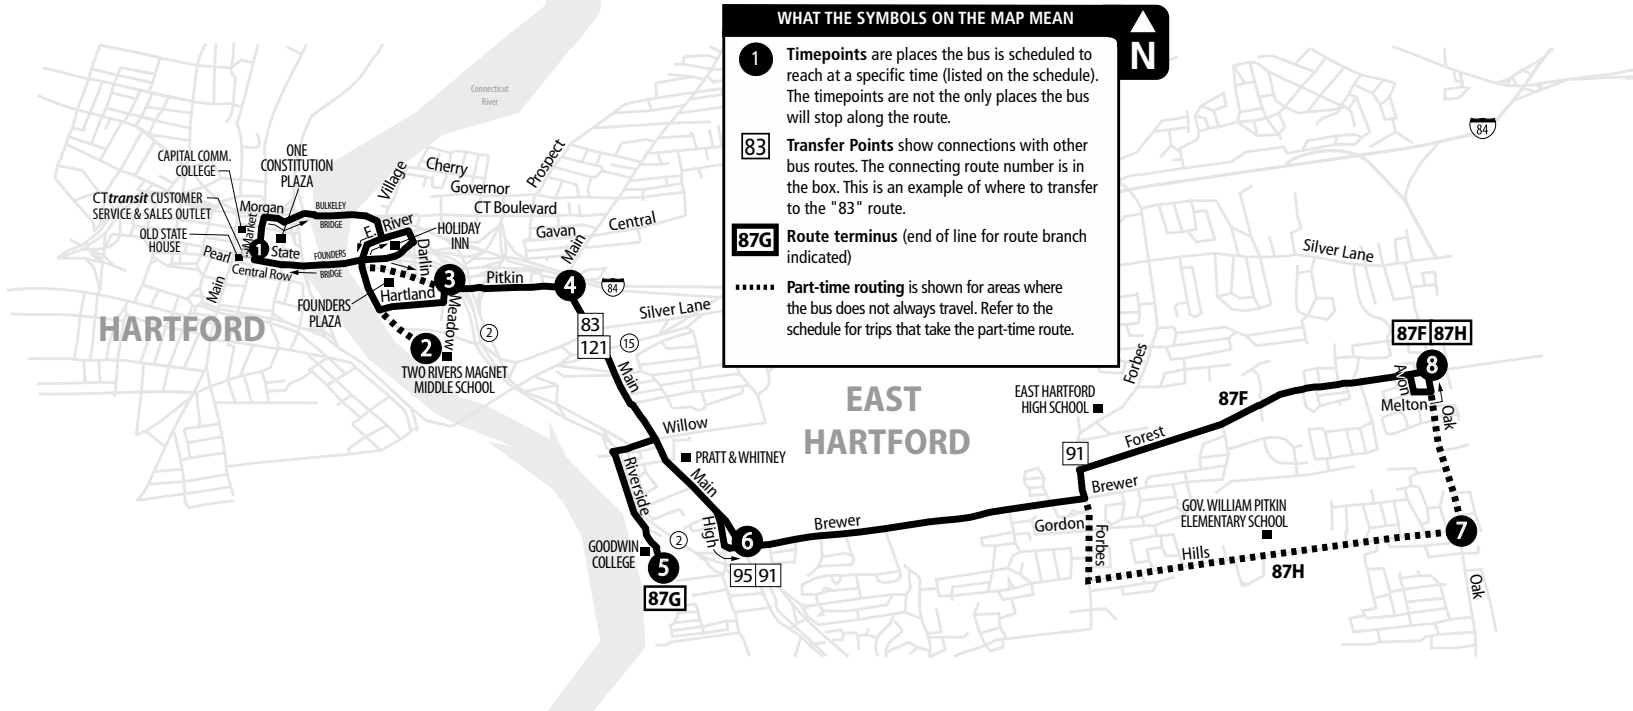 WHAT THE SYMBOLS ON THE MAP MEAN
N
1 Timepoints are places the bus is scheduled to
reach at a specific time (listed on the schedule).
The timepoints are not the only places the bus
will stop along the route.
83 Transfer Points show connections with other
bus routes. The connecting route number is in
the box. This is an example of where to transfer
to the "83" route.
87G Route terminus (end of line for route branch
indicated)
Part-time routing is shown for areas where
the bus does not always travel. Refer to the
schedule for trips that take the part-time route.
Connecticut
River
84
CAPITAL COMM.
COLLEGE
ONE
CONSTITUTION
PLAZA
CTtransit CUSTOMER
SERVICE & SALES OUTLET
OLD STATE
HOUSE
Morgan
Market
BULKELEY
BRIDGE
Village
Cherry
Governor
Prospect
CT Boulevard
Gavan
Main
Central
E. River
HOLIDAY
INN
Darlin
Pearl
1
State
FOUNDERS
BRIDGE
Central Row
Main
3
Pitkin
4
84
FOUNDERS
PLAZA
Hartland
Meadow
HARTFORD
2
2
TWO RIVERS MAGNET
MIDDLE SCHOOL
83
121
15
Silver Lane
Main
Silver Lane
Forbes
EAST HARTFORD
HIGH SCHOOL
EAST
HARTFORD
87F 87H
8
Avon
Melton
Oak
87F
Forest
Willow
PRATT & WHITNEY
Riverside
Main
91
Brewer
High
Brewer
Gordon
Forbes
GOV. WILLIAM PITKIN
ELEMENTARY SCHOOL
7
2
6
GOODWIN
COLLEGE
5
95 91
Hills
87H
Oak
87G